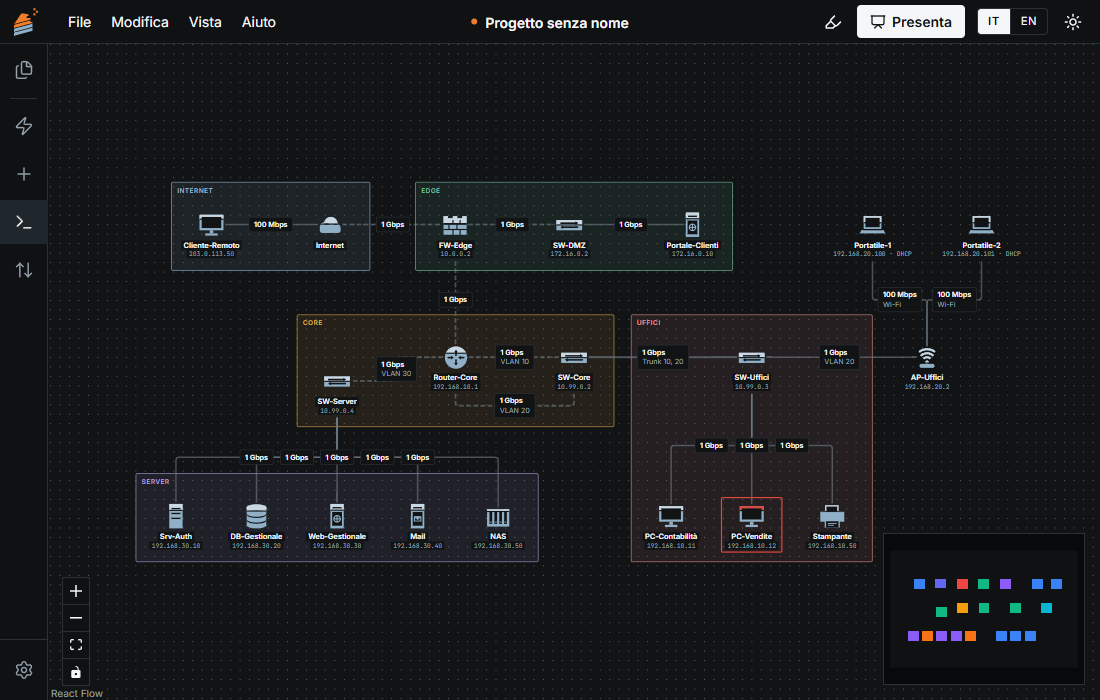 File Modifica Vista Aiuto
Progetto senza nome
Presenta
IT EN
INTERNET
EDGE
100 Mbps
1 Gbps
1 Gbps
1 Gbps
Cliente-Remoto
203.0.113.50
Internet
FW-Edge
10.0.0.2
SW-DMZ
172.16.0.2
Portale-Clienti
172.16.0.10
Portatile-1
192.168.20.100 · DHCP
Portatile-2
192.168.20.101 · DHCP
1 Gbps
100 Mbps
Wi-Fi
100 Mbps
Wi-Fi
CORE
UFFICI
1 Gbps
VLAN 30
1 Gbps
VLAN 10
1 Gbps
Trunk 10, 20
1 Gbps
VLAN 20
Router-Core
192.168.10.1
SW-Core
10.99.0.2
SW-Uffici
10.99.0.3
AP-Uffici
192.168.20.2
SW-Server
10.99.0.4
1 Gbps
VLAN 20
1 Gbps
1 Gbps
1 Gbps
1 Gbps
1 Gbps
1 Gbps
1 Gbps
1 Gbps
SERVER
Srv-Auth
192.168.30.10
DB-Gestionale
192.168.30.20
Web-Gestionale
192.168.30.30
Mail
192.168.30.40
NAS
192.168.30.50
PC-Contabilità
192.168.10.11
PC-Vendite
192.168.10.12
Stampante
192.168.10.50
React Flow